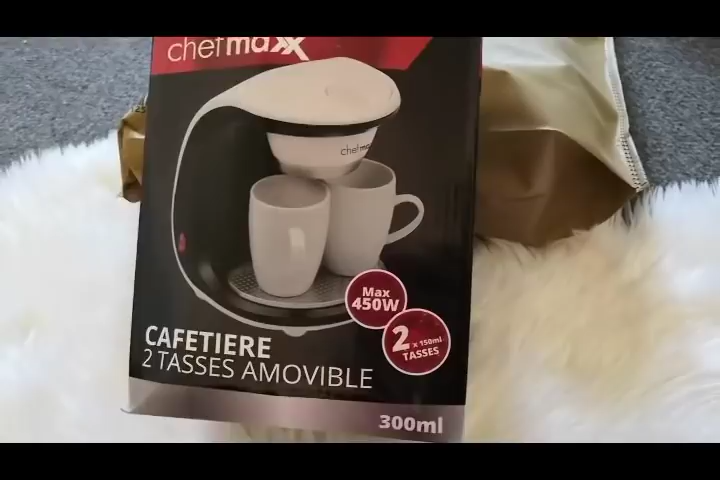 chefmaxx
chefmaxx
Max
450W
2 x 150ml
TASSES
CAFETIERE
2 TASSES AMOVIBLE
300ml